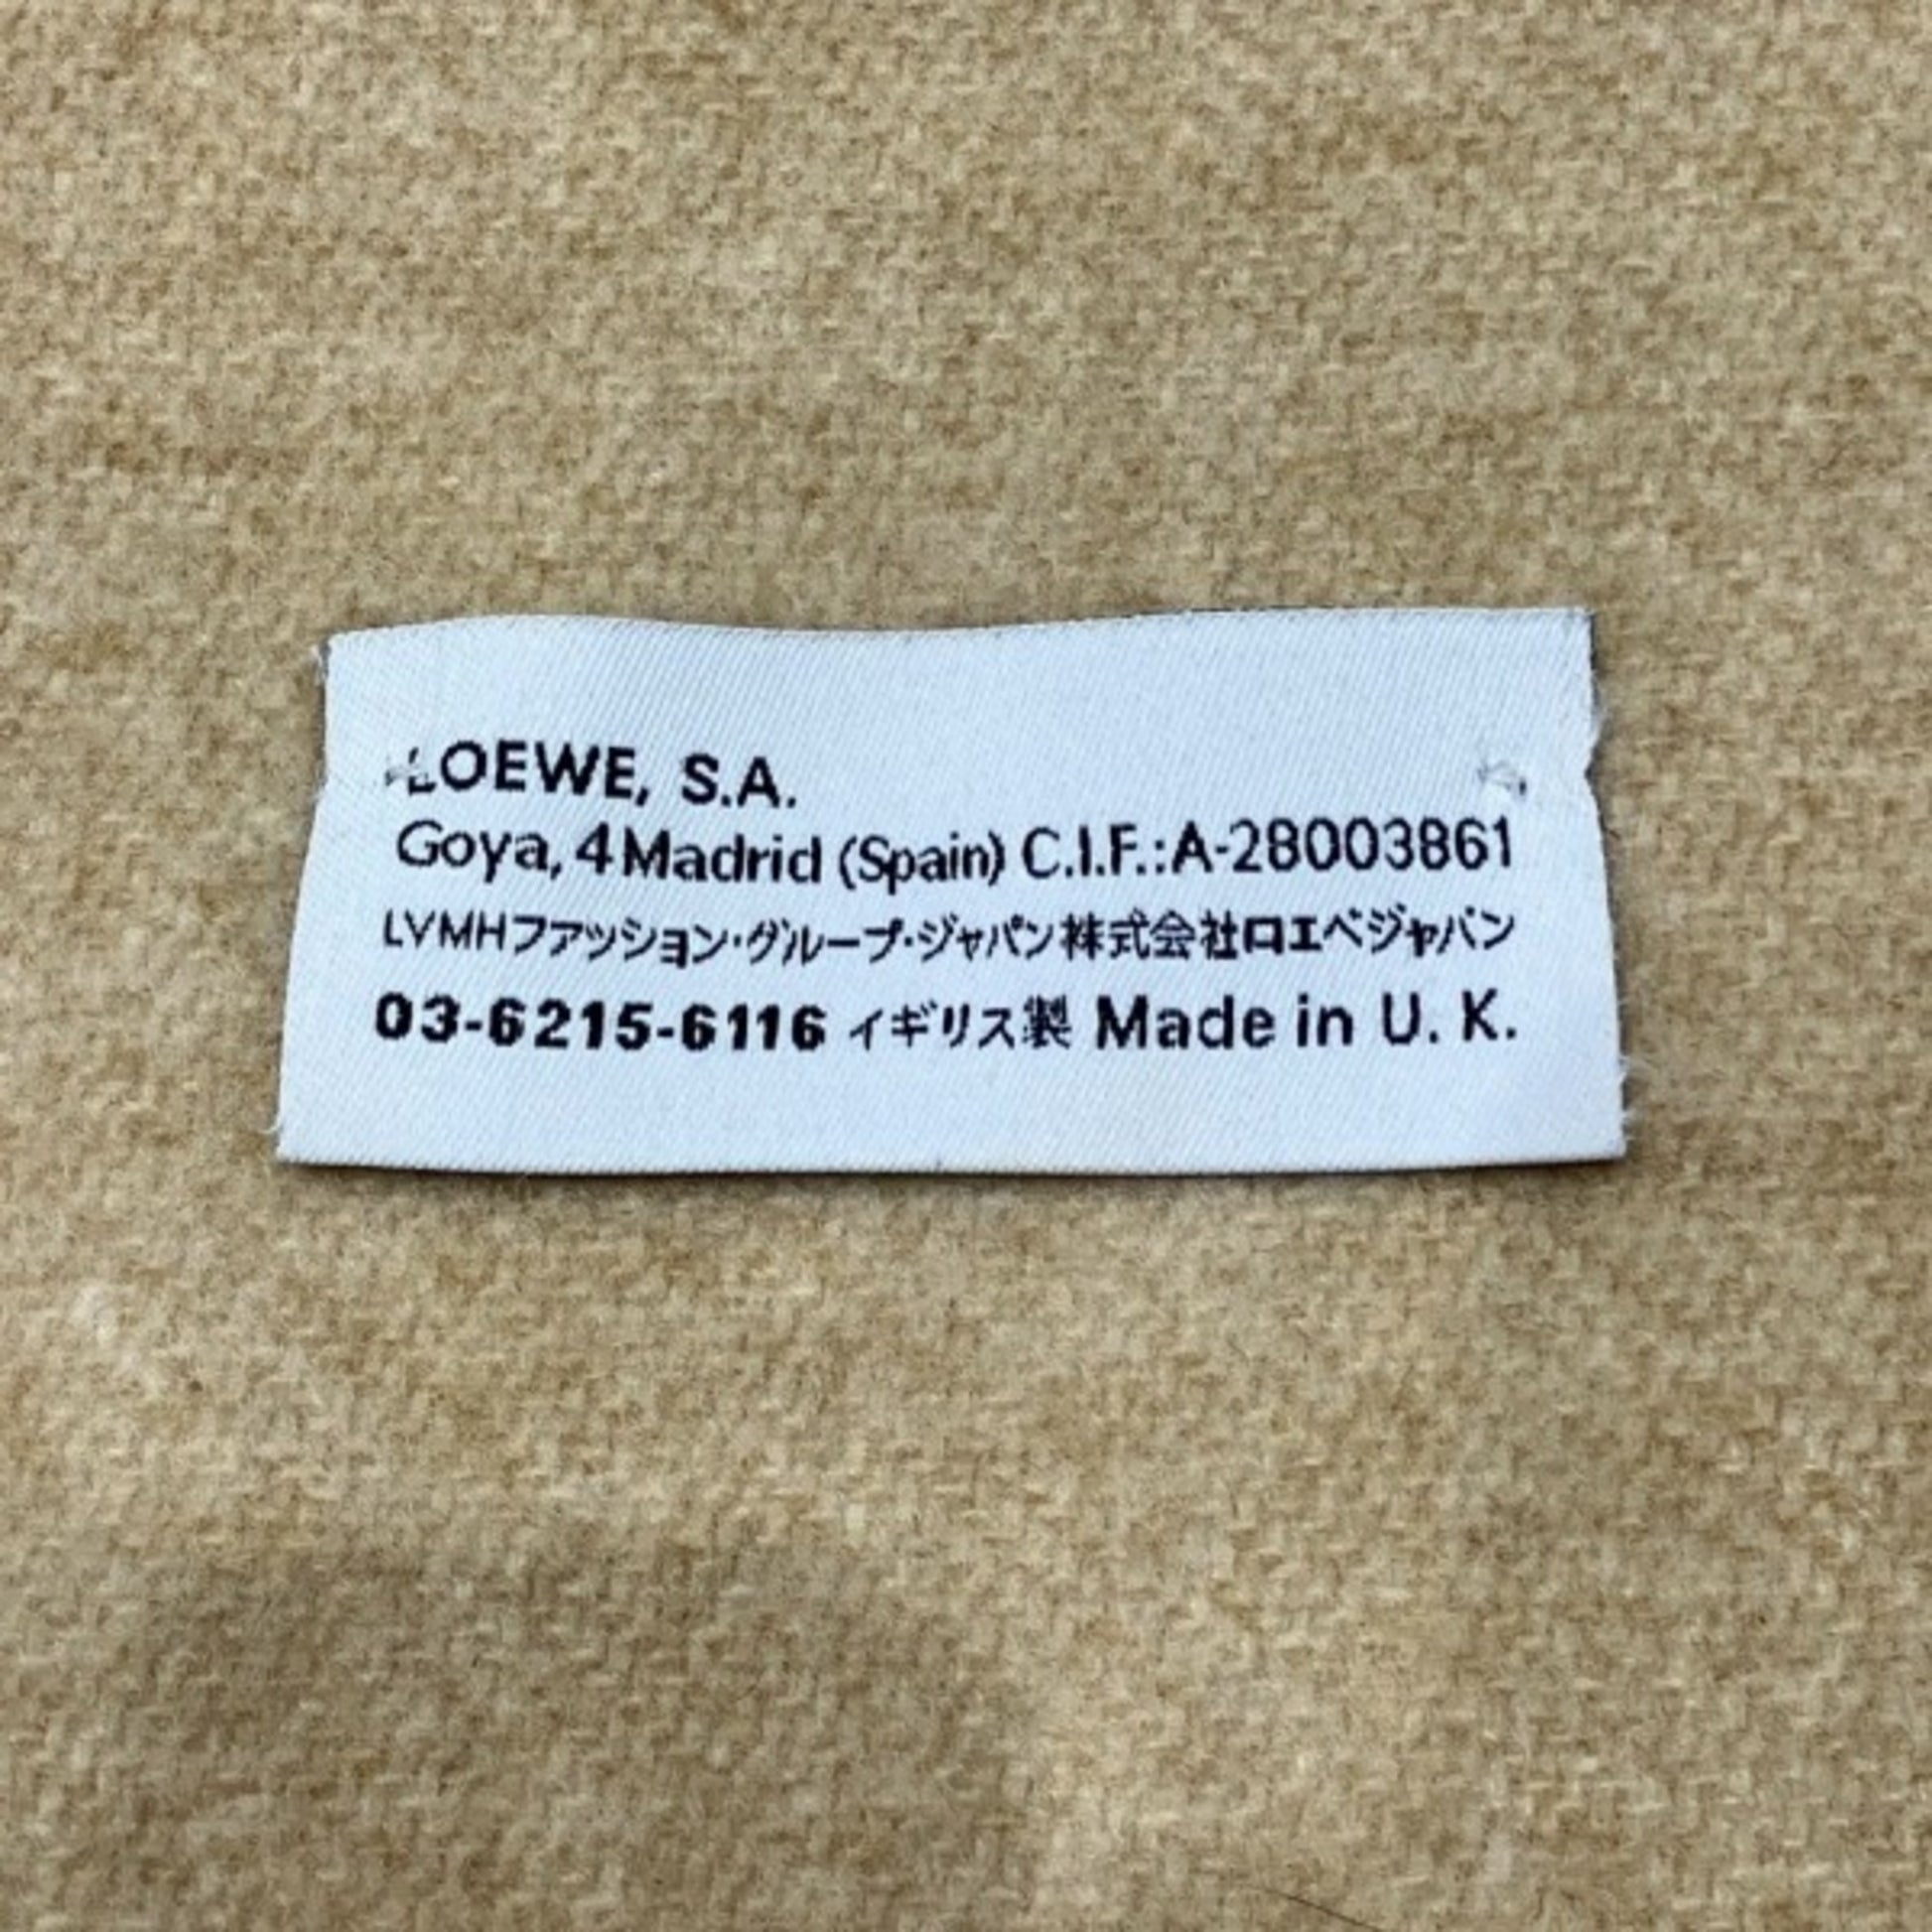 LOEWE, S.A.
Goya, 4 Madrid (Spain) C.I.F.:A-28003861
LVMHファッション・グループ・ジャパン株式会社ロエベジャパン
03-6215-6116 イギリス製 Made in U. K.